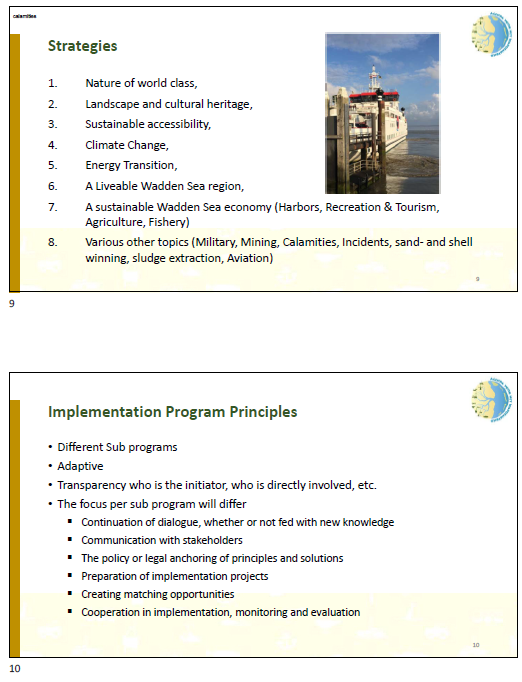 calamities
Strategies
1. Nature of world class,
2. Landscape and cultural heritage,
3. Sustainable accessibility,
4. Climate Change,
5. Energy Transition,
6. A Liveable Wadden Sea region,
7. A sustainable Wadden Sea economy (Harbors, Recreation & Tourism,
Agriculture, Fishery)
8. Various other topics (Military, Mining, Calamities, Incidents, sand- and shell
winning, sludge extraction, Aviation)
9
9
Implementation Program Principles
• Different Sub programs
• Adaptive
• Transparency who is the initiator, who is directly involved, etc.
• The focus per sub program will differ
▪ Continuation of dialogue, whether or not fed with new knowledge
▪ Communication with stakeholders
▪ The policy or legal anchoring of principles and solutions
▪ Preparation of implementation projects
▪ Creating matching opportunities
▪ Cooperation in implementation, monitoring and evaluation
10
10